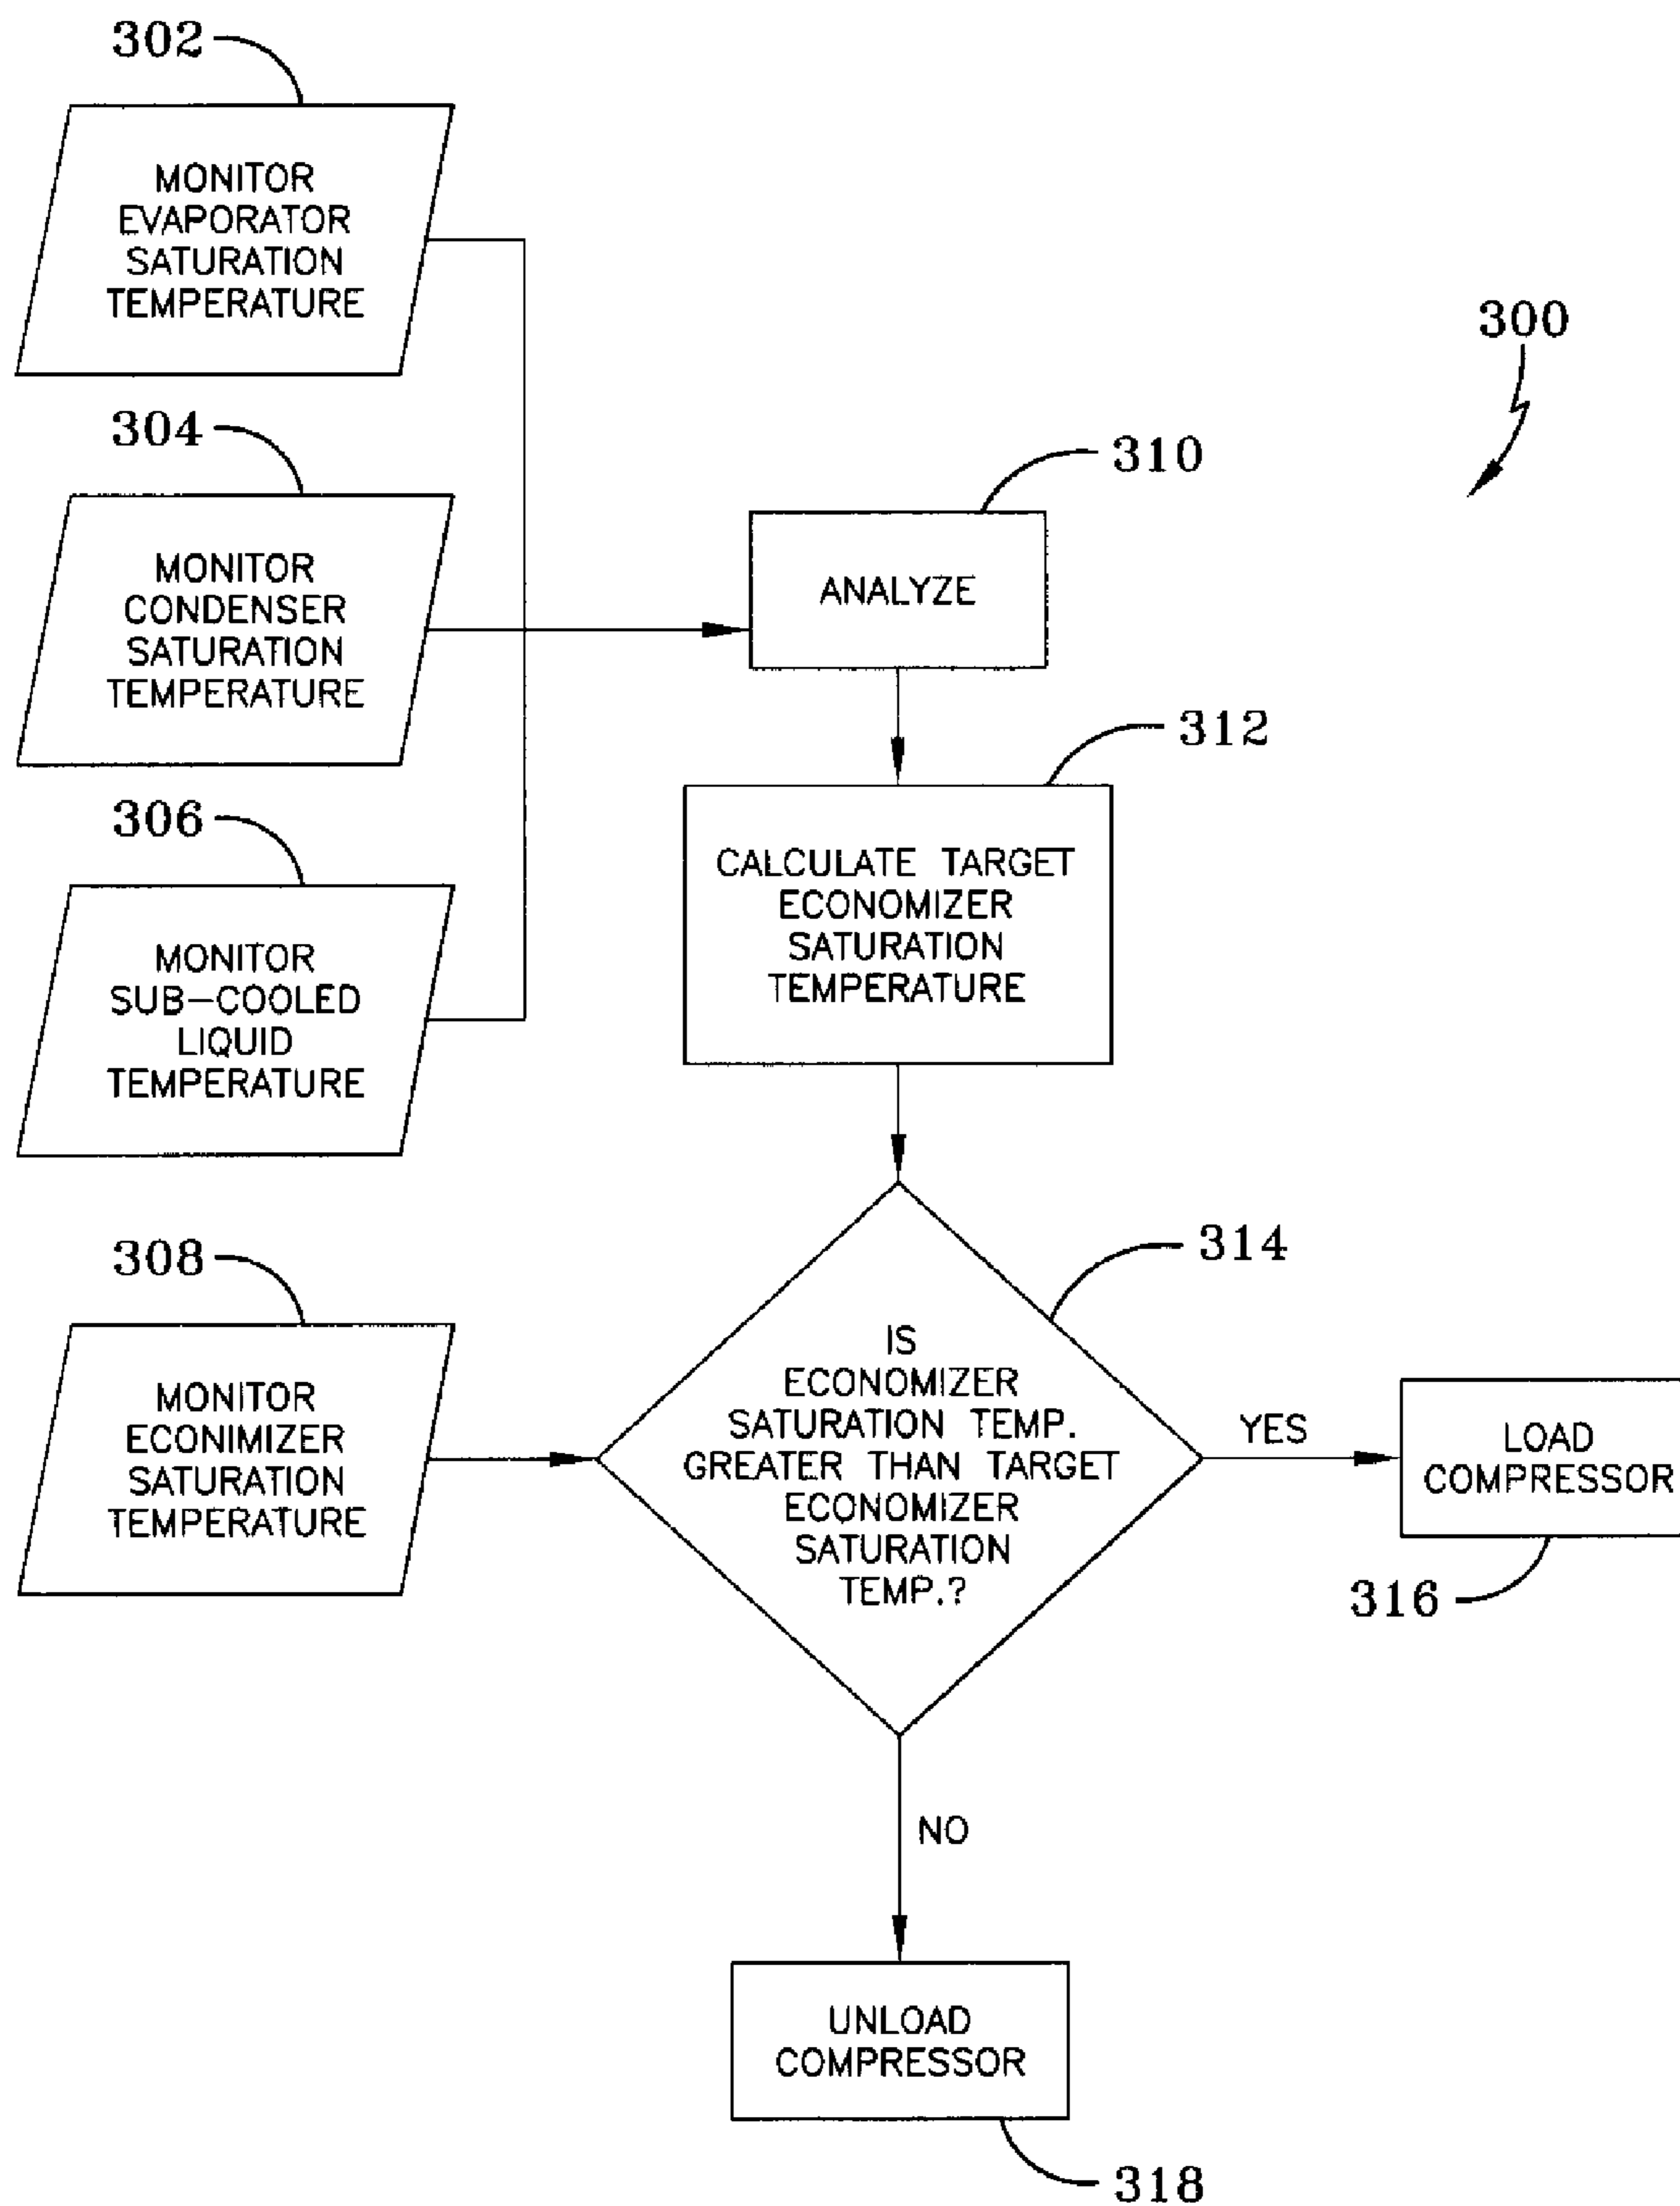 302
MONITOR
EVAPORATOR
SATURATION
TEMPERATURE
300
304
MONITOR
CONDENSER
SATURATION
TEMPERATURE
310
ANALYZE
312
CALCULATE TARGET
ECONOMIZER
SATURATION
TEMPERATURE
306
MONITOR
SUB-COOLED
LIQUID
TEMPERATURE
308
MONITOR
ECONIMIZER
SATURATION
TEMPERATURE
314
IS
ECONOMIZER
SATURATION TEMP.
GREATER THAN TARGET
ECONOMIZER
SATURATION
TEMP.?
YES
LOAD
COMPRESSOR
316
NO
UNLOAD
COMPRESSOR
318